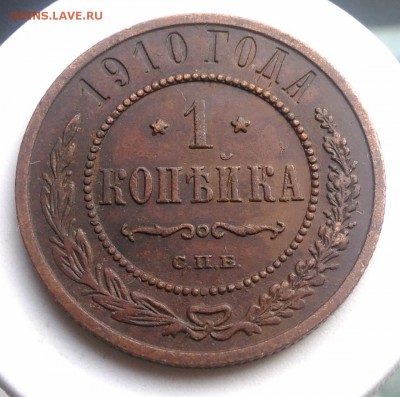 COINS.LAVE.RU
1910 ГОДА
1
КОПѢЙКА
С.П.Б.